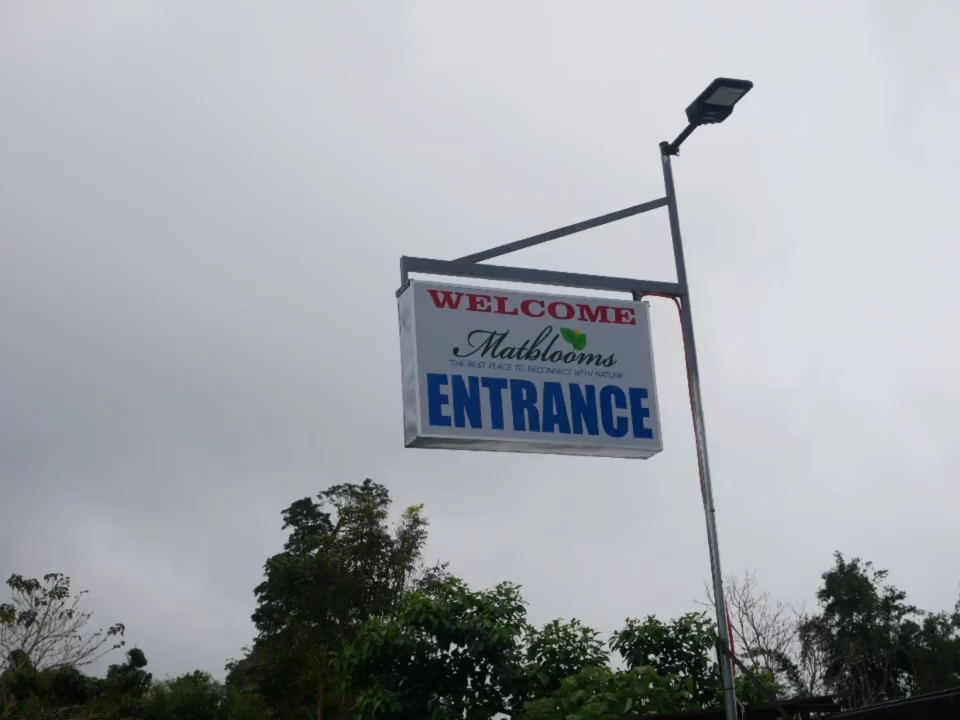 WELCOME
Matblooms
"THE BEST PLACE TO RECONNECT WITH NATURE"
ENTRANCE